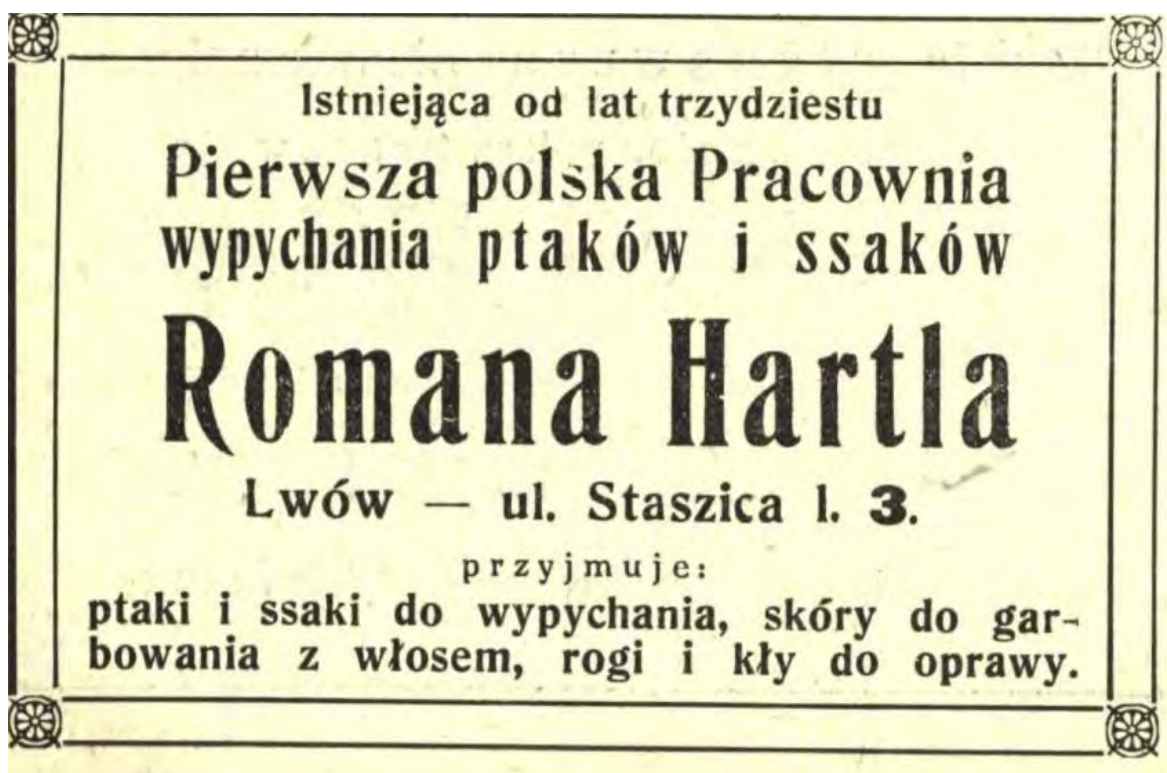 Istniejąca od lat trzydziestu
Pierwsza polska Pracownia
wypychania ptaków i ssaków
Romana Hartla
Lwów — ul. Staszica l. 3.
przyjmuje:
ptaki i ssaki do wypychania, skóry do gar-
bowania z włosem, rogi i kły do oprawy.